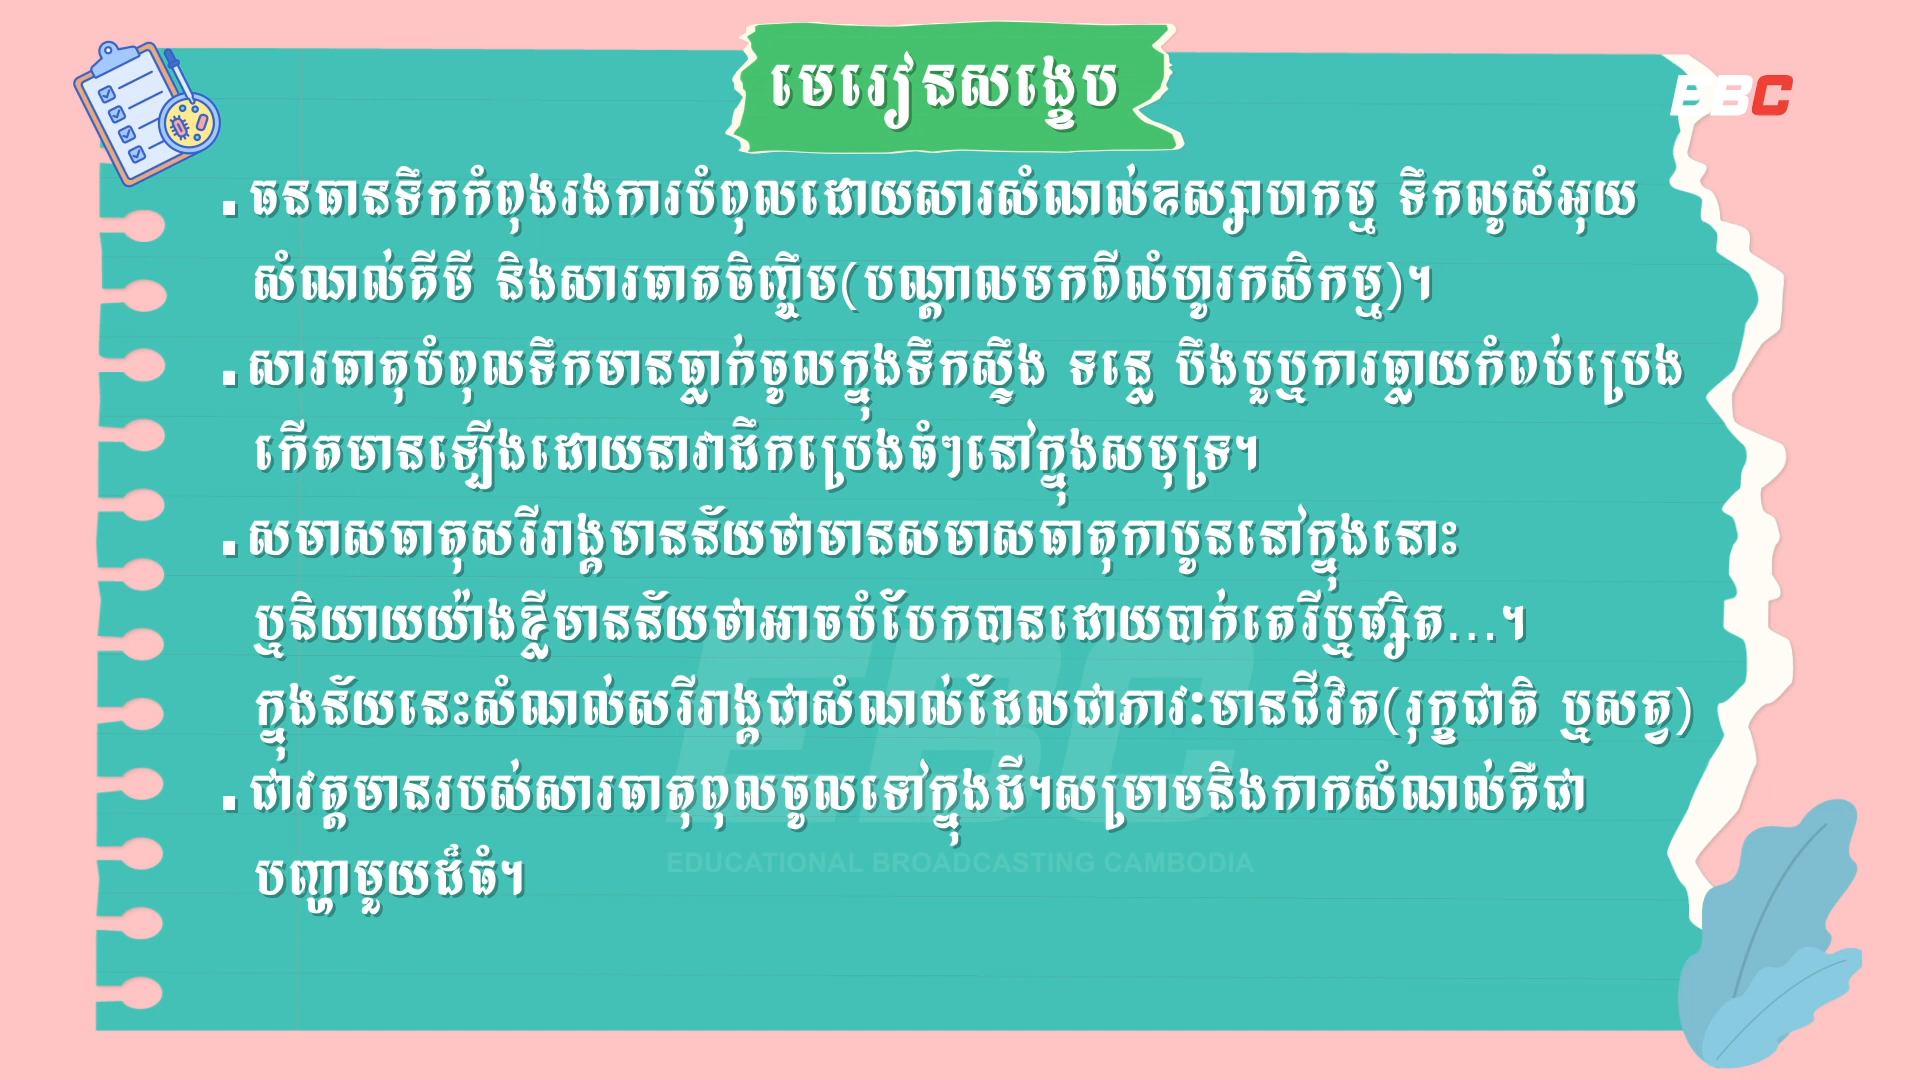 មេរៀនសង្ខេប
EBC
. ធនធានទឹកកំពុងរងការបំពុលដោយសារសំណល់ឧស្សាហកម្ម ទឹកលូសំអុយ
សំណល់គីមី និងសារធាតចិញ្ចឹម(បណ្តាលមកពីលំហូរកសិកម្ម)។
. សារធាតុបំពុលទឹកមានធ្លាក់ចូលក្នុងទឹកស្ទឹង ទន្លេ បឹងបួឬការធ្លាយកំពប់ប្រេង
កើតមានឡើងដោយនាវាដឹកប្រេងធំៗនៅក្នុងសមុទ្រ។
. សមាសធាតុសរីរាង្គមានន័យថាមានសមាសធាតុកាបូននៅក្នុងនោះ
ឬនិយាយយ៉ាងខ្លីមានន័យថាអាចបំបែកបានដោយបាក់តេរីឬផ្សិត...។
ក្នុងន័យនេះសំណល់សរីរាង្គជាសំណល់ដែលជាភាវៈមានជីវិត(រុក្ខជាតិ ឬសត្វ)
. ជាវត្តមានរបស់សារធាតុពុលចូលទៅក្នុងដី។សម្រាមនិងកាកសំណល់គឺជា
បញ្ហាមួយដ៏ធំ។
EBC
EDUCATIONAL BROADCASTING CAMBODIA